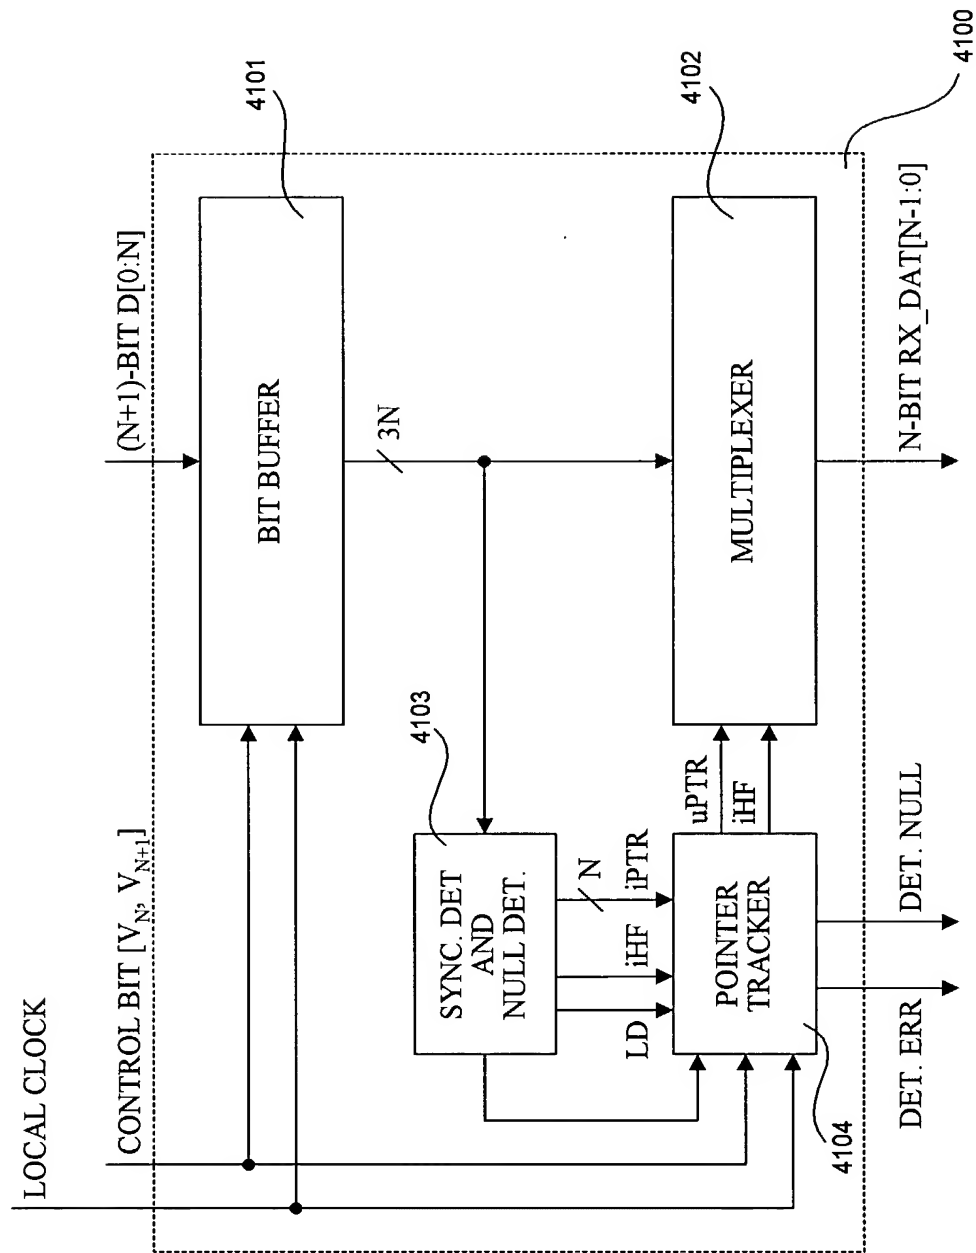 LOCAL CLOCK
CONTROL BIT [V_N, V_{N+1}]
(N+1)-BIT D[0:N]
4101
BIT BUFFER
3N
4103
SYNC. DET
AND
NULL DET.
LD
iHF
N
iPTR
4104
POINTER
TRACKER
uPTR
iHF
4102
MULTIPLEXER
DET. ERR
DET. NULL
N-BIT RX_DAT[N-1:0]
4100